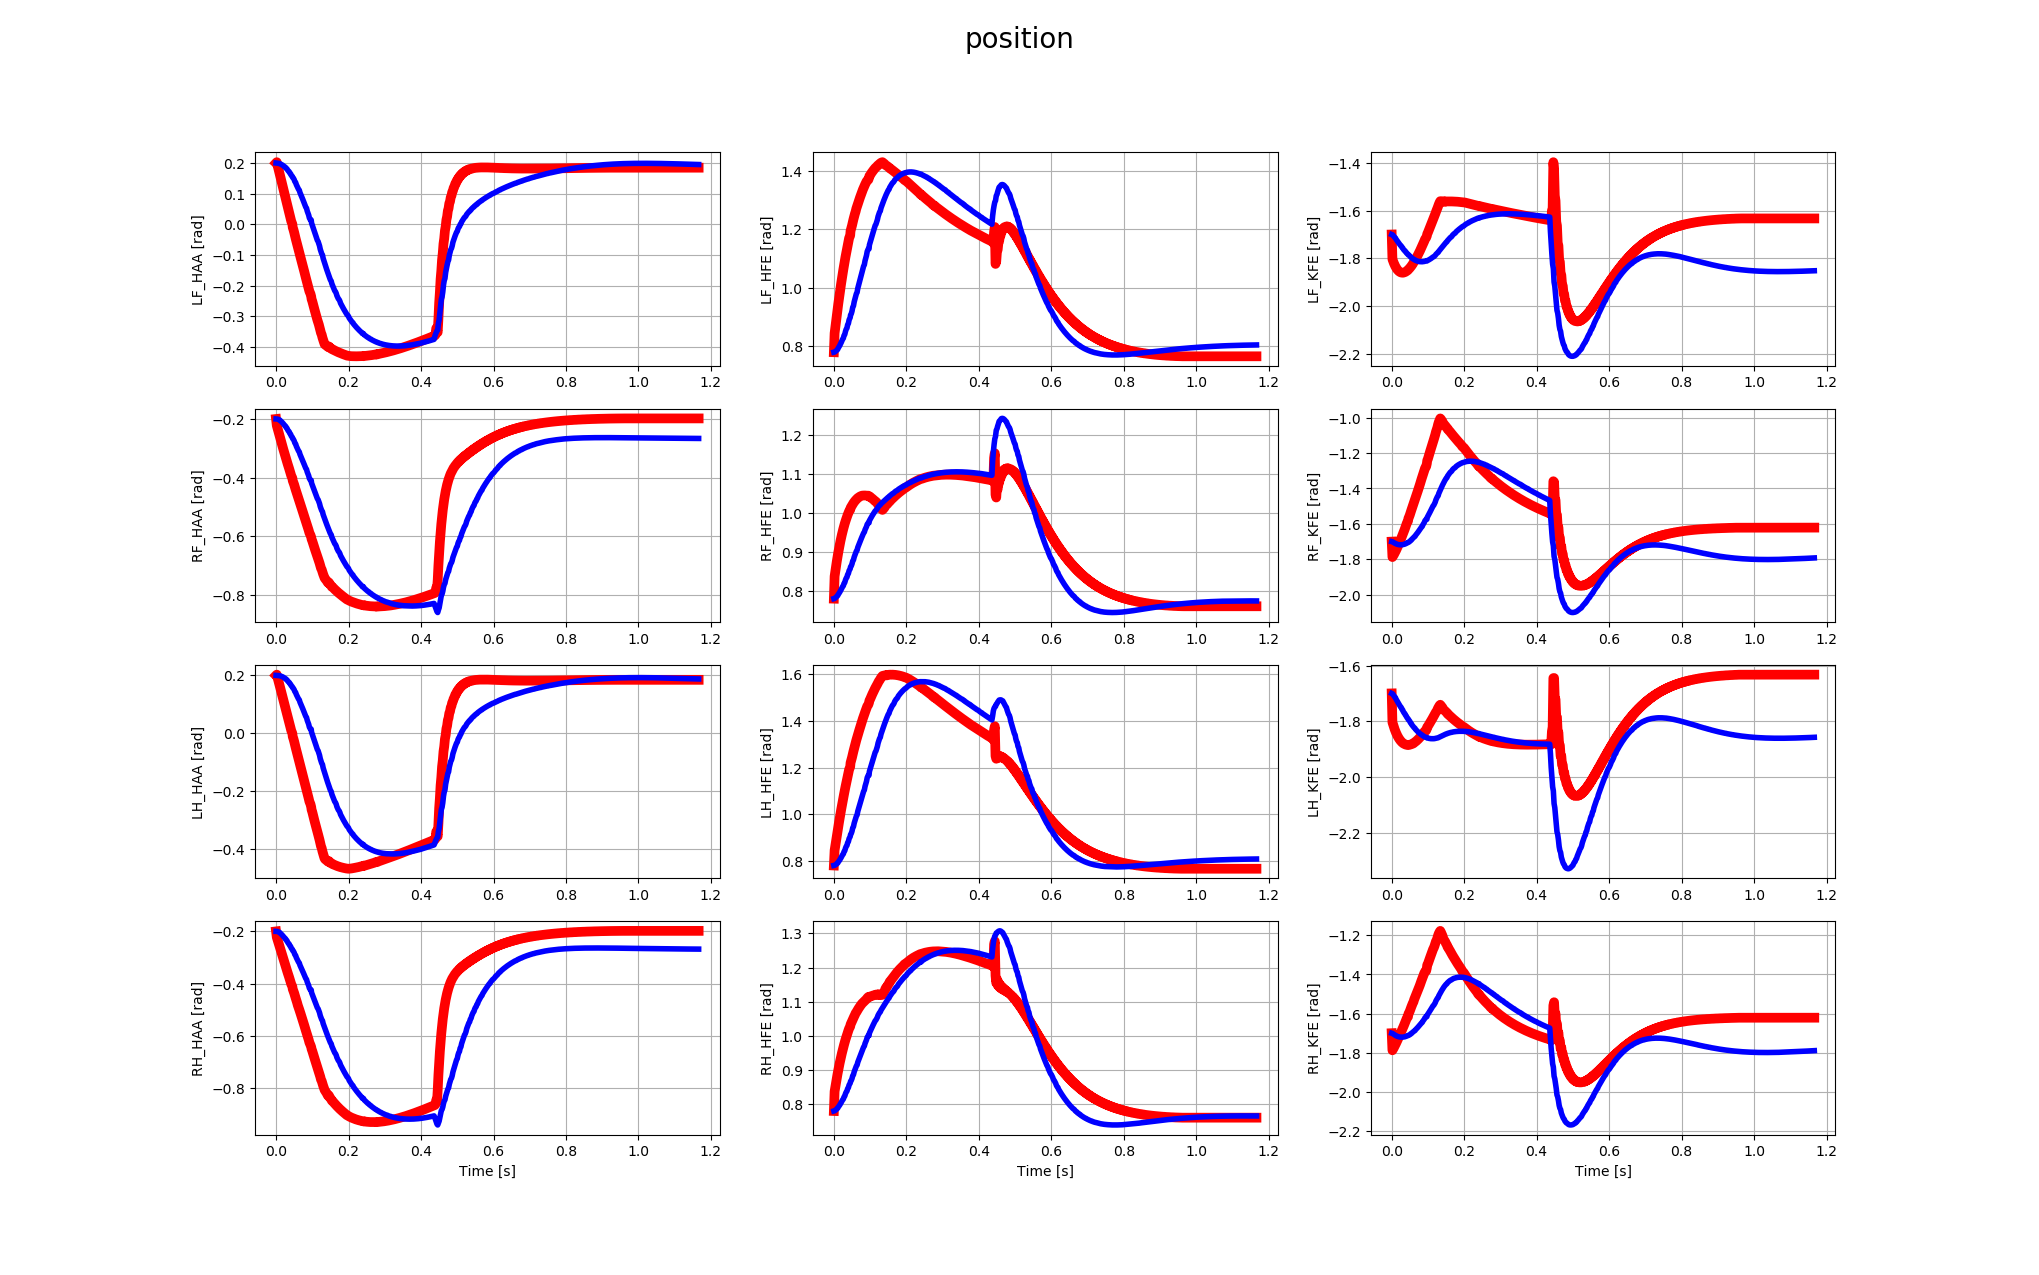 position
LF_HAA [rad]
0.2
0.1
0.0
−0.1
−0.2
−0.3
−0.4
0.0 0.2 0.4 0.6 0.8 1.0 1.2
LF_HFE [rad]
1.4
1.2
1.0
0.8
0.0 0.2 0.4 0.6 0.8 1.0 1.2
LF_KFE [rad]
−1.4
−1.6
−1.8
−2.0
−2.2
0.0 0.2 0.4 0.6 0.8 1.0 1.2
RF_HAA [rad]
−0.2
−0.4
−0.6
−0.8
0.0 0.2 0.4 0.6 0.8 1.0 1.2
RF_HFE [rad]
1.2
1.1
1.0
0.9
0.8
0.0 0.2 0.4 0.6 0.8 1.0 1.2
RF_KFE [rad]
−1.0
−1.2
−1.4
−1.6
−1.8
−2.0
0.0 0.2 0.4 0.6 0.8 1.0 1.2
LH_HAA [rad]
0.2
0.0
−0.2
−0.4
0.0 0.2 0.4 0.6 0.8 1.0 1.2
LH_HFE [rad]
1.6
1.4
1.2
1.0
0.8
0.0 0.2 0.4 0.6 0.8 1.0 1.2
LH_KFE [rad]
−1.6
−1.8
−2.0
−2.2
0.0 0.2 0.4 0.6 0.8 1.0 1.2
RH_HAA [rad]
−0.2
−0.4
−0.6
−0.8
0.0 0.2 0.4 0.6 0.8 1.0 1.2
Time [s]
RH_HFE [rad]
1.3
1.2
1.1
1.0
0.9
0.8
0.0 0.2 0.4 0.6 0.8 1.0 1.2
Time [s]
RH_KFE [rad]
−1.2
−1.4
−1.6
−1.8
−2.0
−2.2
0.0 0.2 0.4 0.6 0.8 1.0 1.2
Time [s]